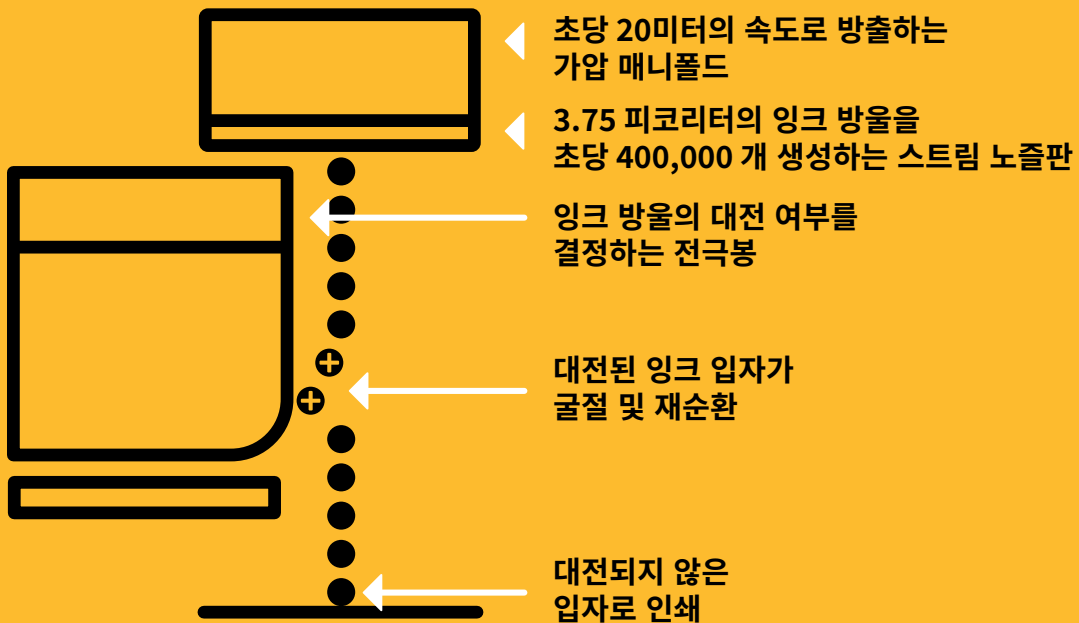 초당 20미터의 속도로 방출하는
가압 매니폴드
3.75 피코리터의 잉크 방울을
초당 400,000 개 생성하는 스트림 노즐판
잉크 방울의 대전 여부를
결정하는 전극봉
대전된 잉크 입자가
굴절 및 재순환
대전되지 않은
입자로 인쇄